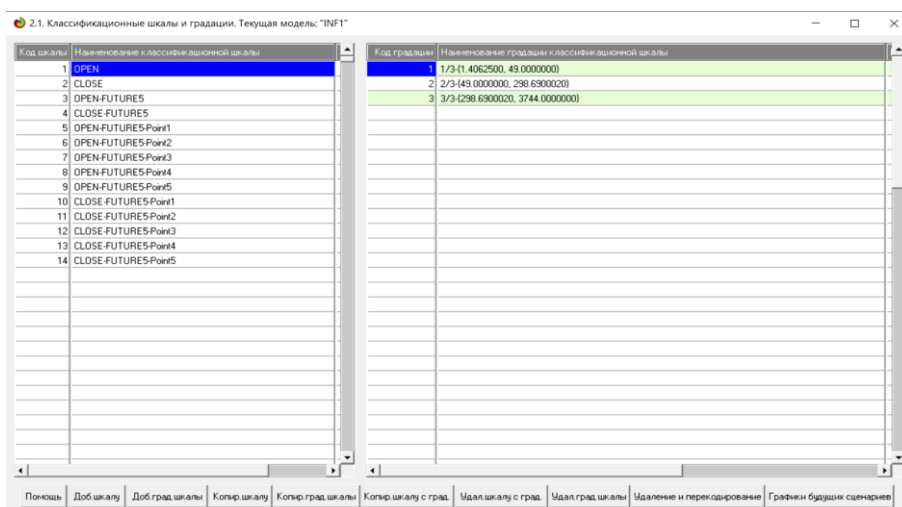 2.1. Классификационные шкалы и градации. Текущая модель: "INF1"
Код шкалы Наименование классификационной шкалы
1 OPEN
2 CLOSE
3 OPEN-FUTURE5
4 CLOSE-FUTURE5
5 OPEN-FUTURE5-Point1
6 OPEN-FUTURE5-Point2
7 OPEN-FUTURE5-Point3
8 OPEN-FUTURE5-Point4
9 OPEN-FUTURE5-Point5
10 CLOSE-FUTURE5-Point1
11 CLOSE-FUTURE5-Point2
12 CLOSE-FUTURE5-Point3
13 CLOSE-FUTURE5-Point4
14 CLOSE-FUTURE5-Point5
Код градации Наименование градации классификационной шкалы
1 1/3-{1.4062500, 49.0000000}
2 2/3-{49.0000000, 298.6900020}
3 3/3-{298.6900020, 3744.0000000}
Помощь Доб.шкалу Доб.град.шкалы Копир.шкалу Копир.град.шкалы Копир.шкалу с град. Удал.шкалу с град. Удал.град.шкалы Удаление и перекодирование Графики будущих сценариев